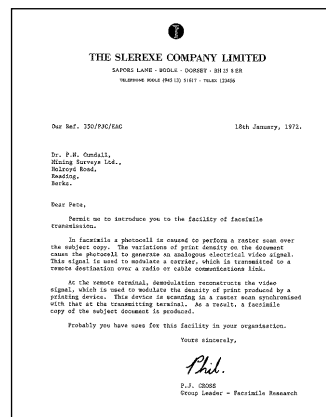 THE SLEREXE COMPANY LIMITED
SAPORS LANE - BOOLE - DORSET - BH 25 8 ER
TELEPHONE BOOLE (945 13) 51617 - TELEX 123456
Our Ref. 350/PJC/EAC 18th January, 1972.
Dr. P.N. Cundall,
Mining Surveys Ltd.,
Holroyd Road,
Reading,
Berks.
Dear Pete,
Permit me to introduce you to the facility of facsimile
transmission.
In facsimile a photocell is caused to perform a raster scan over
the subject copy. The variations of print density on the document
cause the photocell to generate an analogous electrical video signal.
This signal is used to modulate a carrier, which is transmitted to a
remote destination over a radio or cable communications link.
At the remote terminal, demodulation reconstructs the video
signal, which is used to modulate the density of print produced by a
printing device. This device is scanning in a raster scan synchronised
with that at the transmitting terminal. As a result, a facsimile
copy of the subject document is produced.
Probably you have uses for this facility in your organisation.
Yours sincerely,
Phil.
P.J. CROSS
Group Leader - Facsimile Research